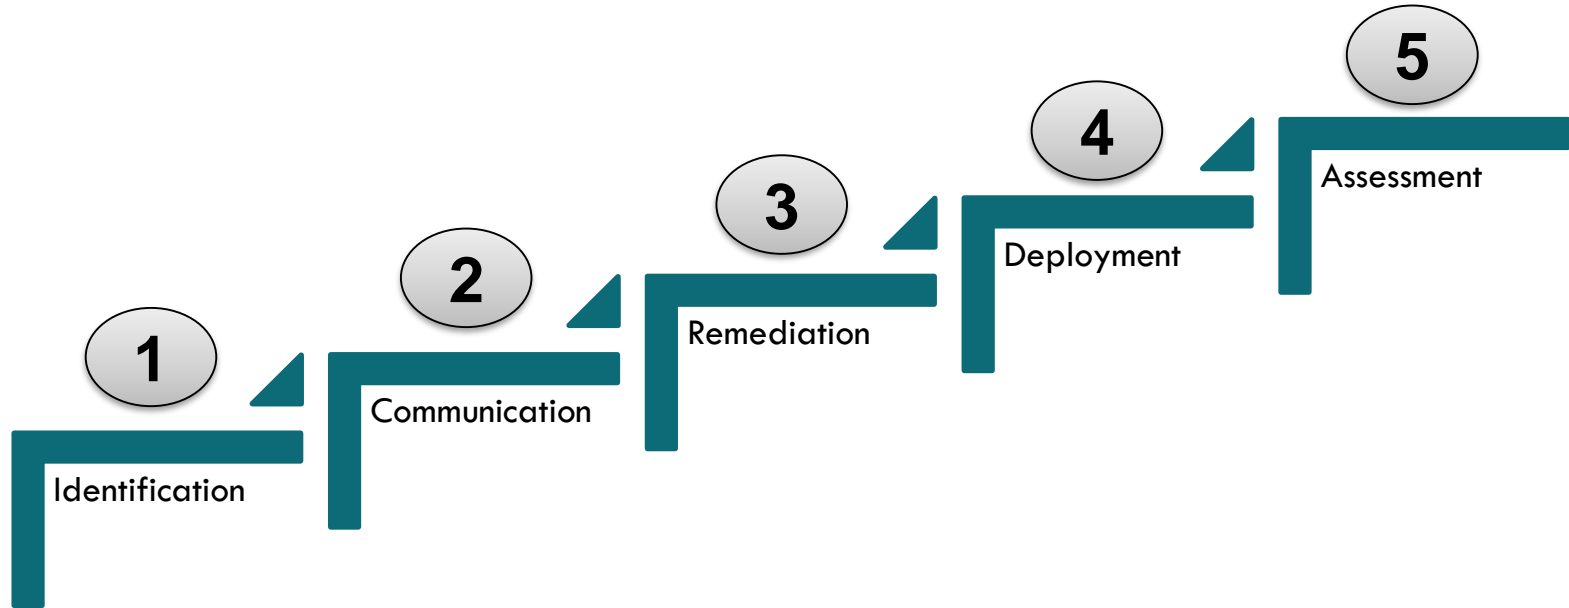 1
Identification
2
Communication
3
Remediation
4
Deployment
5
Assessment